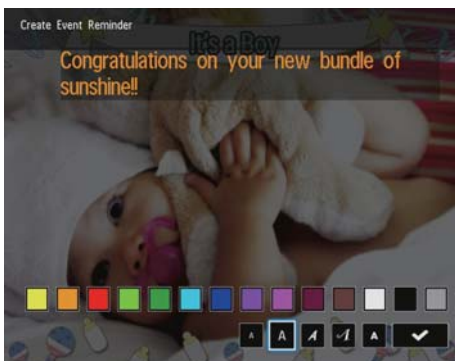 Create Event Reminder
It's a Boy
Congratulations on your new bundle of
sunshine!!
A A A A A